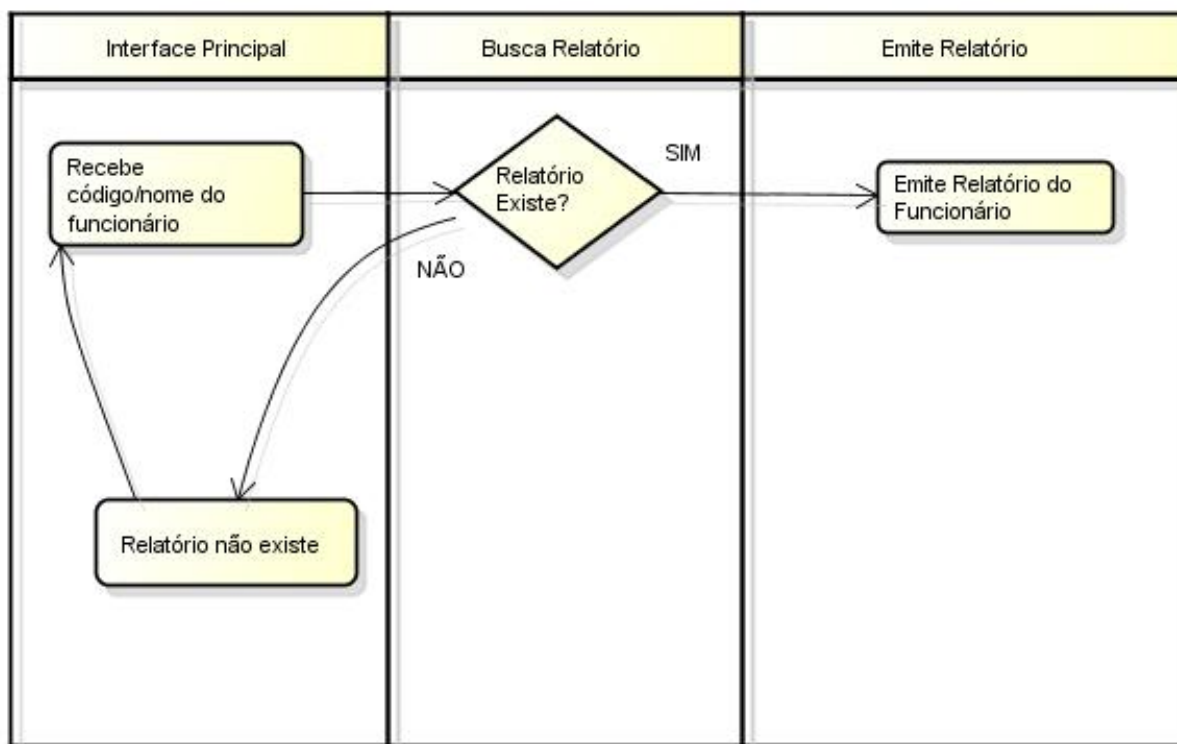 Interface Principal
Busca Relatório
Emite Relatório
Recebe
código/nome do
funcionário
Relatório
Existe?
SIM
Emite Relatório do
Funcionário
NÃO
Relatório não existe